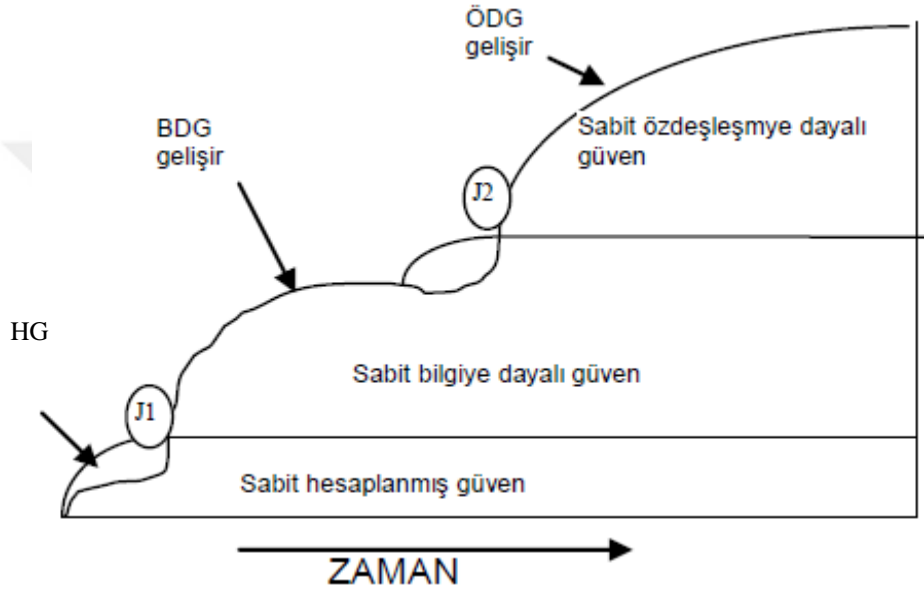 ÖDG
gelişir
Sabit özdeşleşmye dayalı
güven
BDG
gelişir
J2
HG
Sabit bilgiye dayalı güven
J1
Sabit hesaplanmış güven
ZAMAN